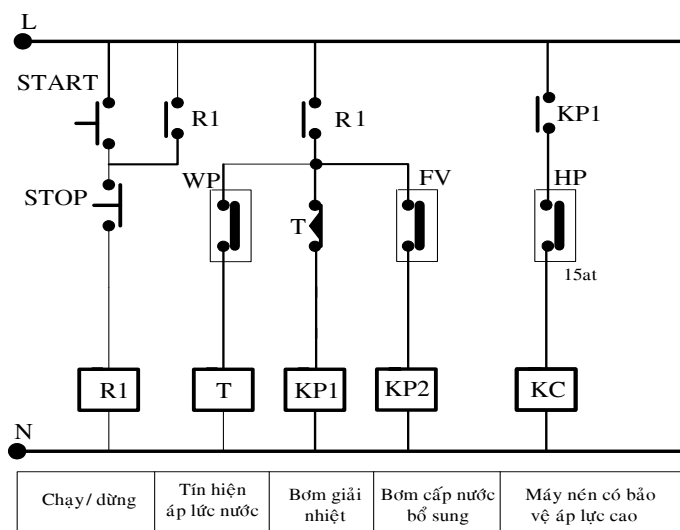 L
START
R1
R1
KP1
STOP
WP
T
FV
HP
15at
R1
T
KP1
KP2
KC
N
Chạy/ dừng
Tín hiện
áp lức nước
Bơm giải
nhiệt
Bơm cấp nước
bổ sung
Máy nén có bảo
vệ áp lực cao